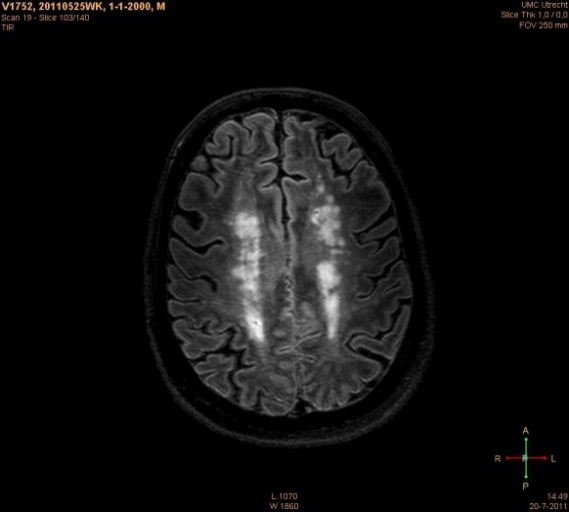 V1752, 20110525WK, 1-1-2000, M
Scan 19 - Slice 103/140
TIR
UMC Utrecht
Slice Thk 1,0 / 0,0
FOV 250 mm
A
R
L
P
L 1070
W 1860
14:49
20-7-2011